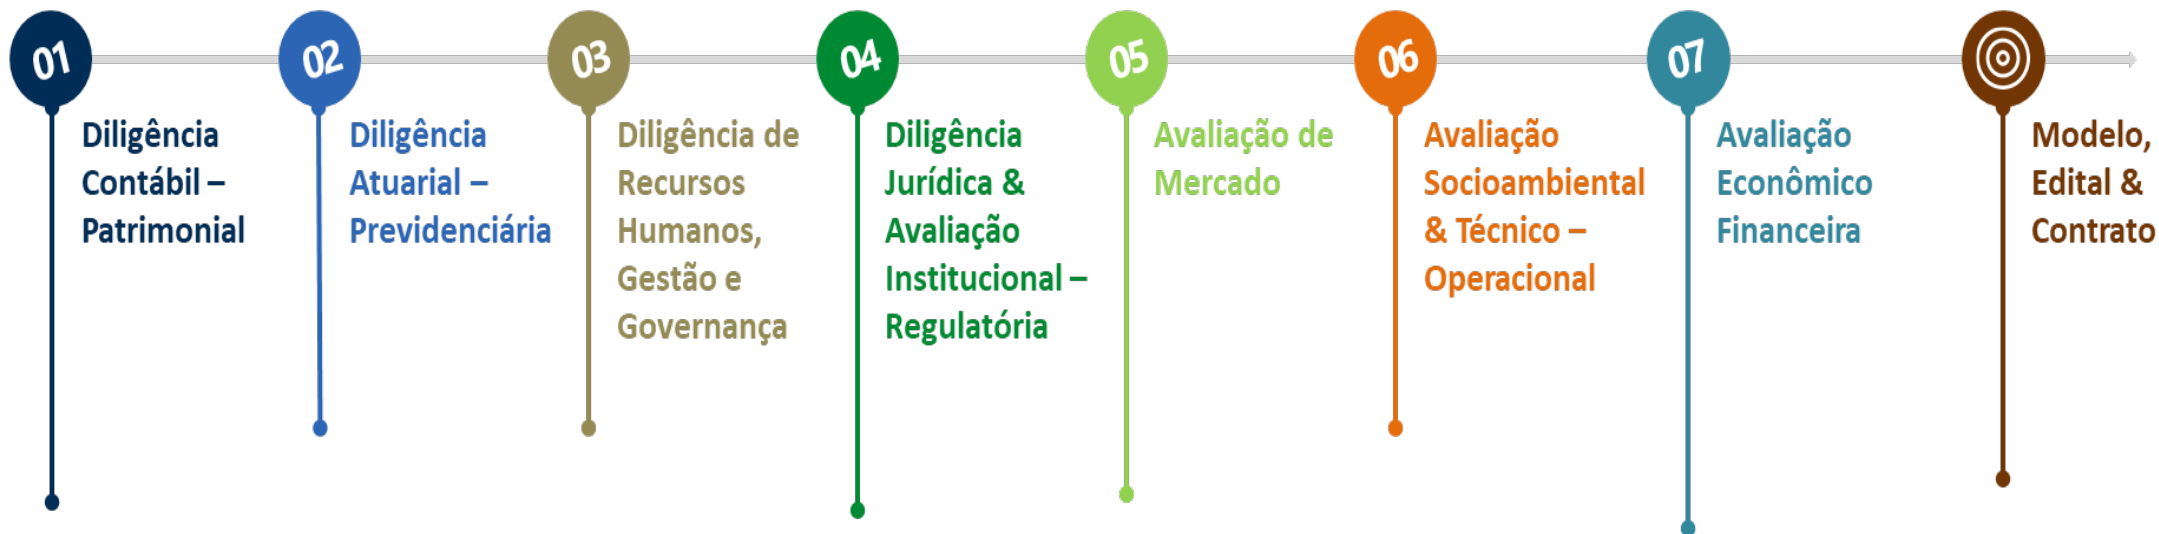 01
Diligência
Contábil –
Patrimonial
02
Diligência
Atuarial –
Previdenciária
03
Diligência de
Recursos
Humanos,
Gestão e
Governança
04
Diligência
Jurídica &
Avaliação
Institucional –
Regulatória
05
Avaliação de
Mercado
06
Avaliação
Socioambiental
& Técnico –
Operacional
07
Avaliação
Econômico
Financeira
Modelo,
Edital &
Contrato